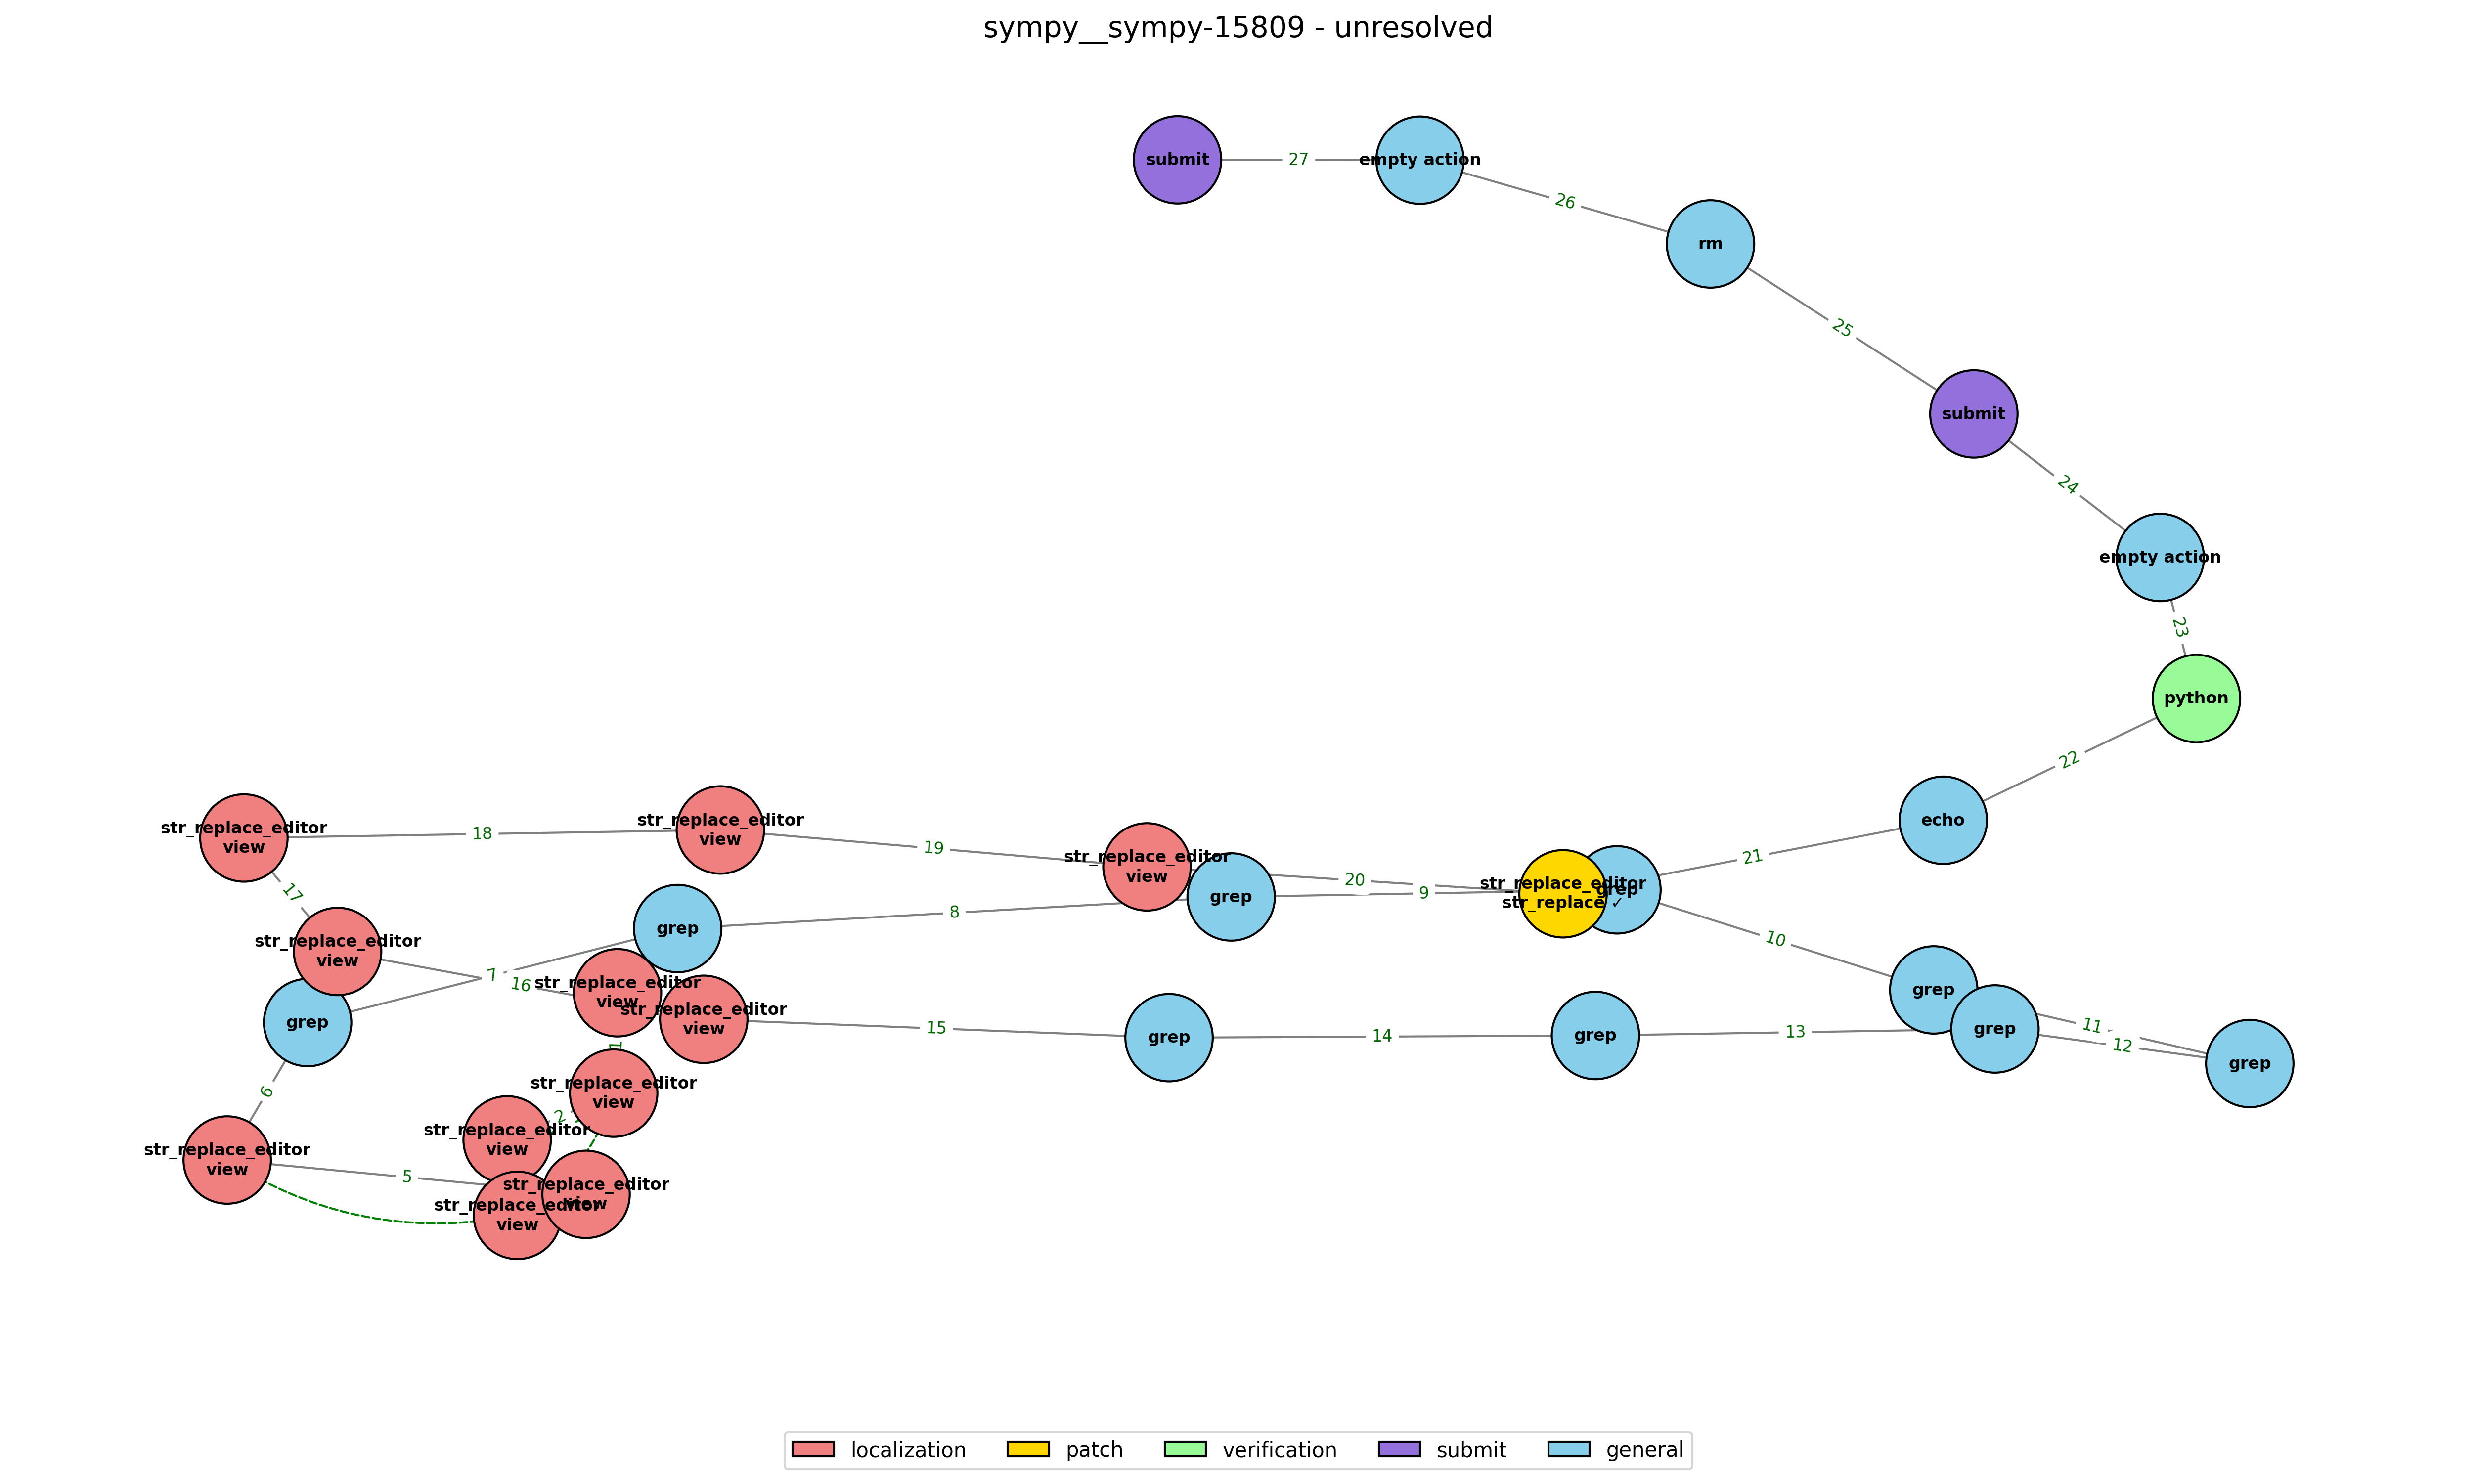 sympy__sympy-15809 - unresolved
submit
27
empty action
26
rm
25
submit
24
empty action
23
python
22
echo
21
str_replace_editor
view
18
str_replace_editor
view
19
str_replace_editor
view
20
str_replace_editor
str_replace ✓
grep
9
grep
8
grep
17
str_replace_editor
view
7
16
str_replace_editor
view
str_replace_editor
view
grep
10
grep
15
grep
14
grep
13
grep
11
12
grep
6
str_replace_editor
view
2
str_replace_editor
view
str_replace_editor
view
5
str_replace_editor
view
str_replace_editor
view
localization
patch
verification
submit
general